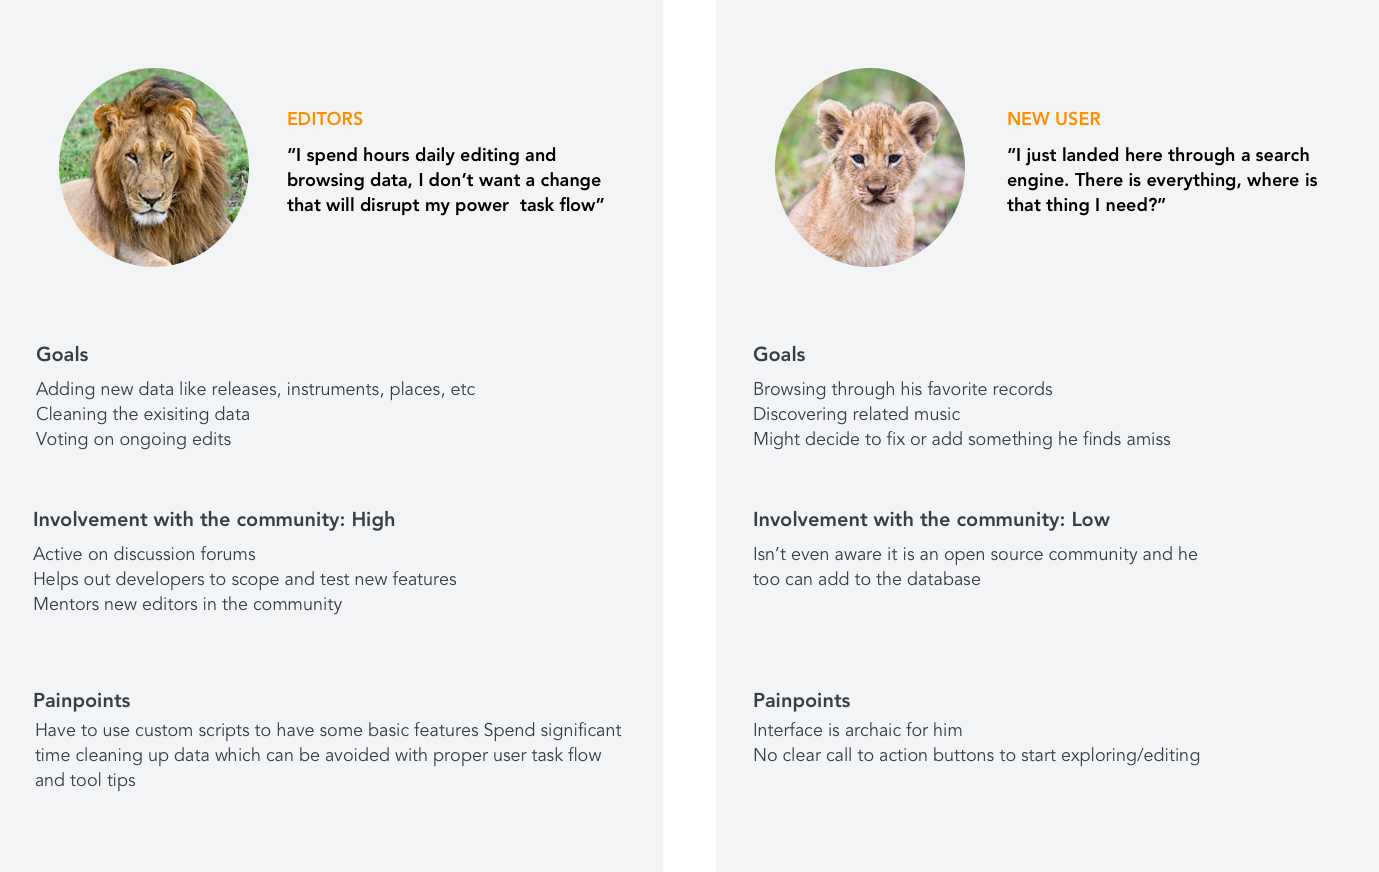 EDITORS
“I spend hours daily editing and
browsing data, I don’t want a change
that will disrupt my power  task flow”
Goals
Adding new data like releases, instruments, places, etc
Cleaning the exisiting data
Voting on ongoing edits
Involvement with the community: High
Active on discussion forums
Helps out developers to scope and test new features
Mentors new editors in the community
Painpoints
Have to use custom scripts to have some basic features Spend significant
time cleaning up data which can be avoided with proper user task flow
and tool tips
NEW USER
“I just landed here through a search
engine. There is everything, where is
that thing I need?”
Goals
Browsing through his favorite records
Discovering related music
Might decide to fix or add something he finds amiss
Involvement with the community: Low
Isn’t even aware it is an open source community and he
too can add to the database
Painpoints
Interface is archaic for him
No clear call to action buttons to start exploring/editing